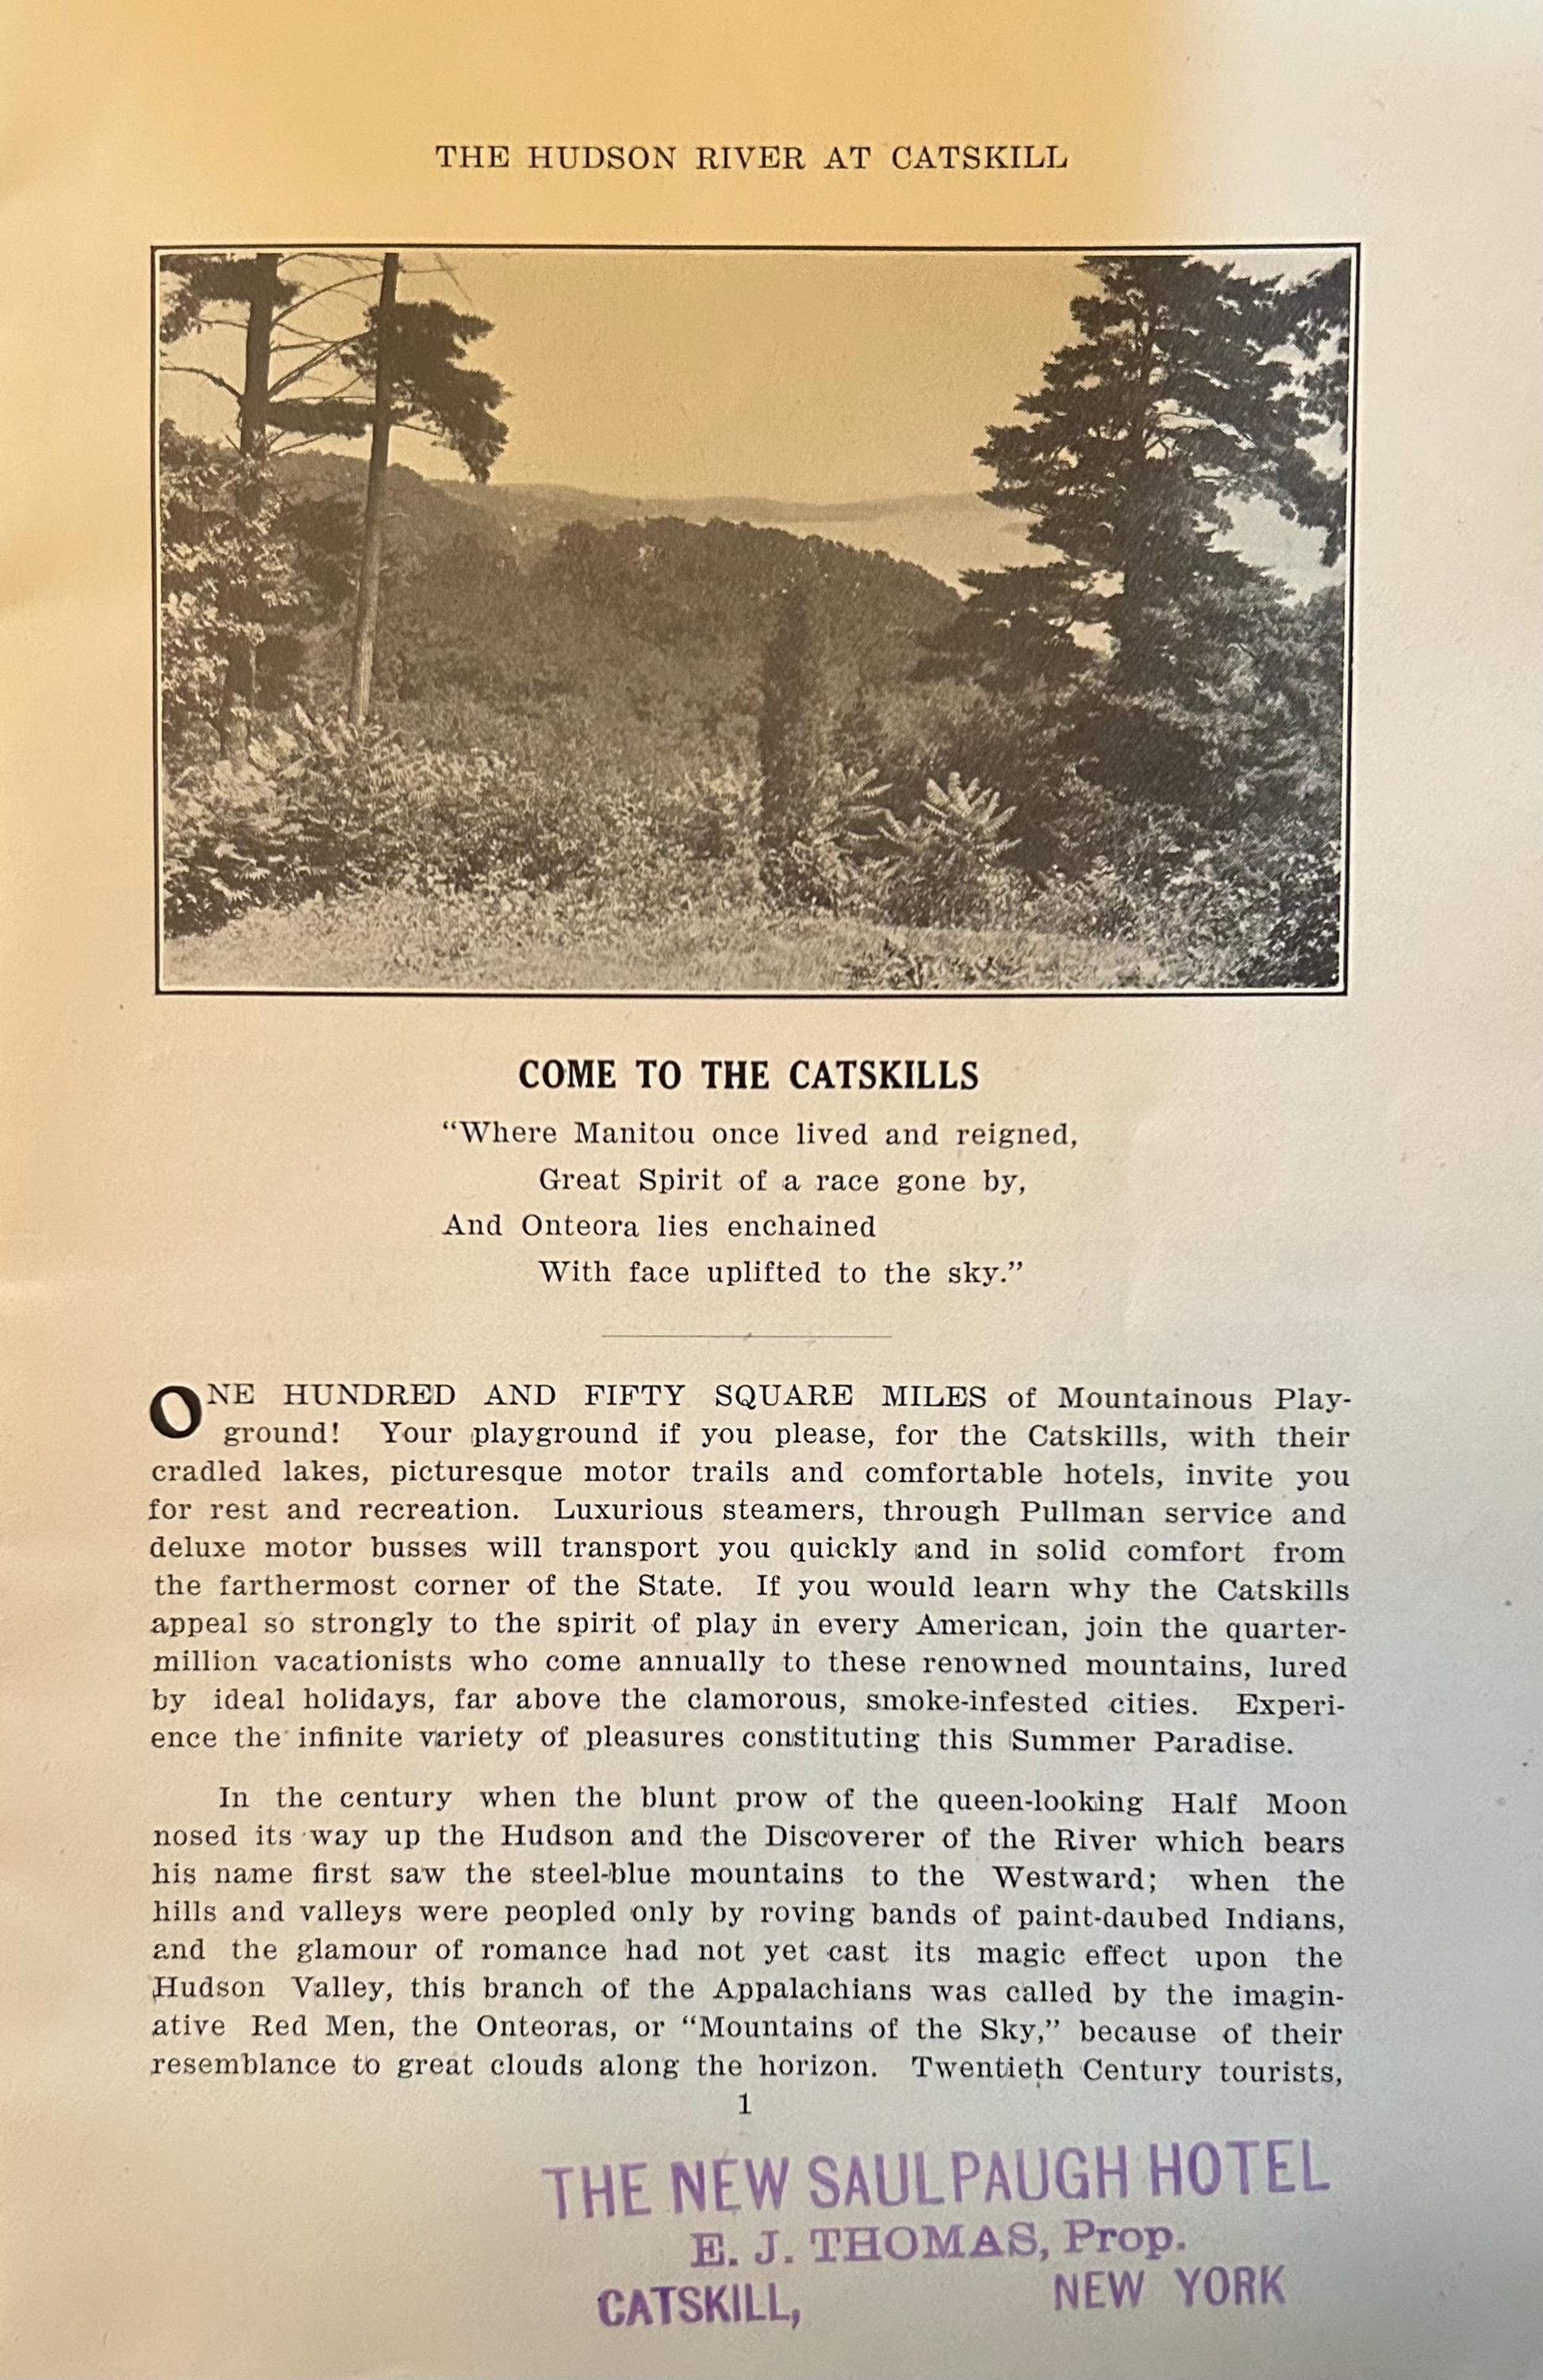 THE HUDSON RIVER AT CATSKILL
COME TO THE CATSKILLS
“Where Manitou once lived and reigned,
Great Spirit of a race gone by,
And Onteora lies enchained
With face uplifted to the sky.”
ONE HUNDRED AND FIFTY SQUARE MILES of Mountainous Play-
ground! Your playground if you please, for the Catskills, with their
cradled lakes, picturesque motor trails and comfortable hotels, invite you
for rest and recreation. Luxurious steamers, through Pullman service and
deluxe motor busses will transport you quickly and in solid comfort from
the farthermost corner of the State. If you would learn why the Catskills
appeal so strongly to the spirit of play in every American, join the quarter-
million vacationists who come annually to these renowned mountains, lured
by ideal holidays, far above the clamorous, smoke-infested cities. Experi-
ence the infinite variety of pleasures constituting this Summer Paradise.
In the century when the blunt prow of the queen-looking Half Moon
nosed its way up the Hudson and the Discoverer of the River which bears
his name first saw the steel-blue mountains to the Westward; when the
hills and valleys were peopled only by roving bands of paint-daubed Indians,
and the glamour of romance had not yet cast its magic effect upon the
Hudson Valley, this branch of the Appalachians was called by the imagin-
ative Red Men, the Onteoras, or “Mountains of the Sky,” because of their
resemblance to great clouds along the horizon. Twentieth Century tourists,
1
THE NEW SAULPAUGH HOTEL
E. J. THOMAS, Prop.
CATSKILL, NEW YORK